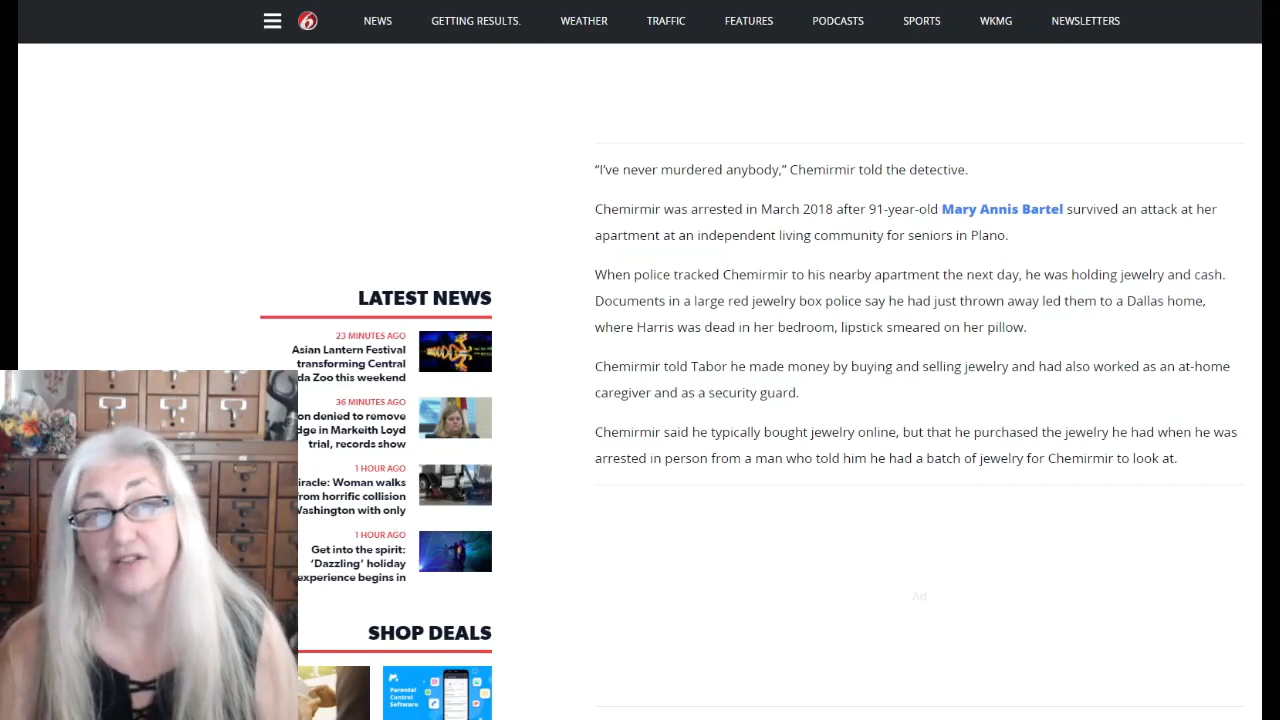 6
NEWS
GETTING RESULTS.
WEATHER
TRAFFIC
FEATURES
PODCASTS
SPORTS
WKMG
NEWSLETTERS
“I’ve never murdered anybody,” Chemirmir told the detective.
Chemirmir was arrested in March 2018 after 91-year-old Mary Annis Bartel survived an attack at her
apartment at an independent living community for seniors in Plano.
When police tracked Chemirmir to his nearby apartment the next day, he was holding jewelry and cash.
Documents in a large red jewelry box police say he had just thrown away led them to a Dallas home,
where Harris was dead in her bedroom, lipstick smeared on her pillow.
Chemirmir told Tabor he made money by buying and selling jewelry and had also worked as an at-home
caregiver and as a security guard.
Chemirmir said he typically bought jewelry online, but that he purchased the jewelry he had when he was
arrested in person from a man who told him he had a batch of jewelry for Chemirmir to look at.
Ad
LATEST NEWS
23 MINUTES AGO
Asian Lantern Festival
transforming Central
da Zoo this weekend
36 MINUTES AGO
on denied to remove
dge in Markeith Loyd
trial, records show
1 HOUR AGO
iracle: Woman walks
from horrific collision
Washington with only
1 HOUR AGO
Get into the spirit:
‘Dazzling’ holiday
experience begins in
SHOP DEALS
Parental
Control
Software